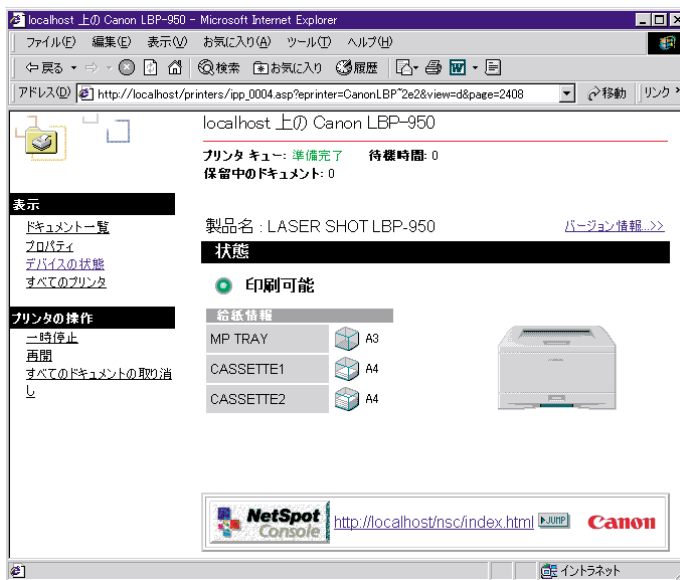 localhost 上の Canon LBP-950 - Microsoft Internet Explorer
ファイル(F) 編集(E) 表示(V) お気に入り(A) ツール(T) ヘルプ(H)
戻る 検索 お気に入り 履歴
アドレス(D) http://localhost/printers/ipp_0004.asp?eprinter=CanonLBP~2e2&view=d&page=2408 移動 リンク »
localhost 上の Canon LBP-950
プリンタ キュー: 準備完了 待機時間: 0
保留中のドキュメント: 0
表示
ドキュメント一覧
プロパティ
デバイスの状態
すべてのプリンタ
プリンタの操作
一時停止
再開
すべてのドキュメントの取り消
し
製品名 : LASER SHOT LBP-950 バージョン情報...>>
状態
印刷可能
給紙情報
MP TRAY A3
CASSETTE1 A4
CASSETTE2 A4
NetSpot
Console
http://localhost/nsc/index.html JUMP Canon
イントラネット